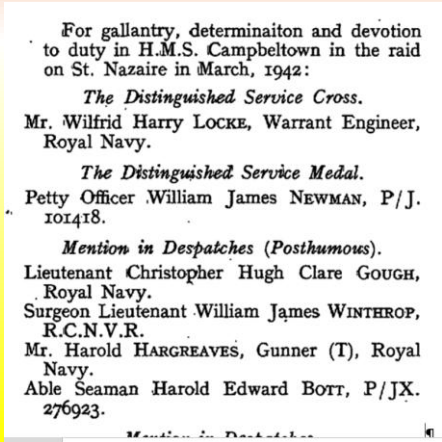 For gallantry, determinaiton and devotion
to duty in H.M.S. Campbeltown in the raid
on St. Nazaire in March, 1942:
The Distinguished Service Cross.
Mr. Wilfrid Harry LOCKE, Warrant Engineer,
Royal Navy.
The Distinguished Service Medal.
Petty Officer William James NEWMAN, P/J.
101418.
Mention in Despatches (Posthumous).
Lieutenant Christopher Hugh Clare GOUGH,
Royal Navy.
Surgeon Lieutenant William James WINTHROP,
R.C.N.V.R.
Mr. Harold HARGREAVES, Gunner (T), Royal
Navy.
Able Seaman Harold Edward BOTT, P/JX.
276923.